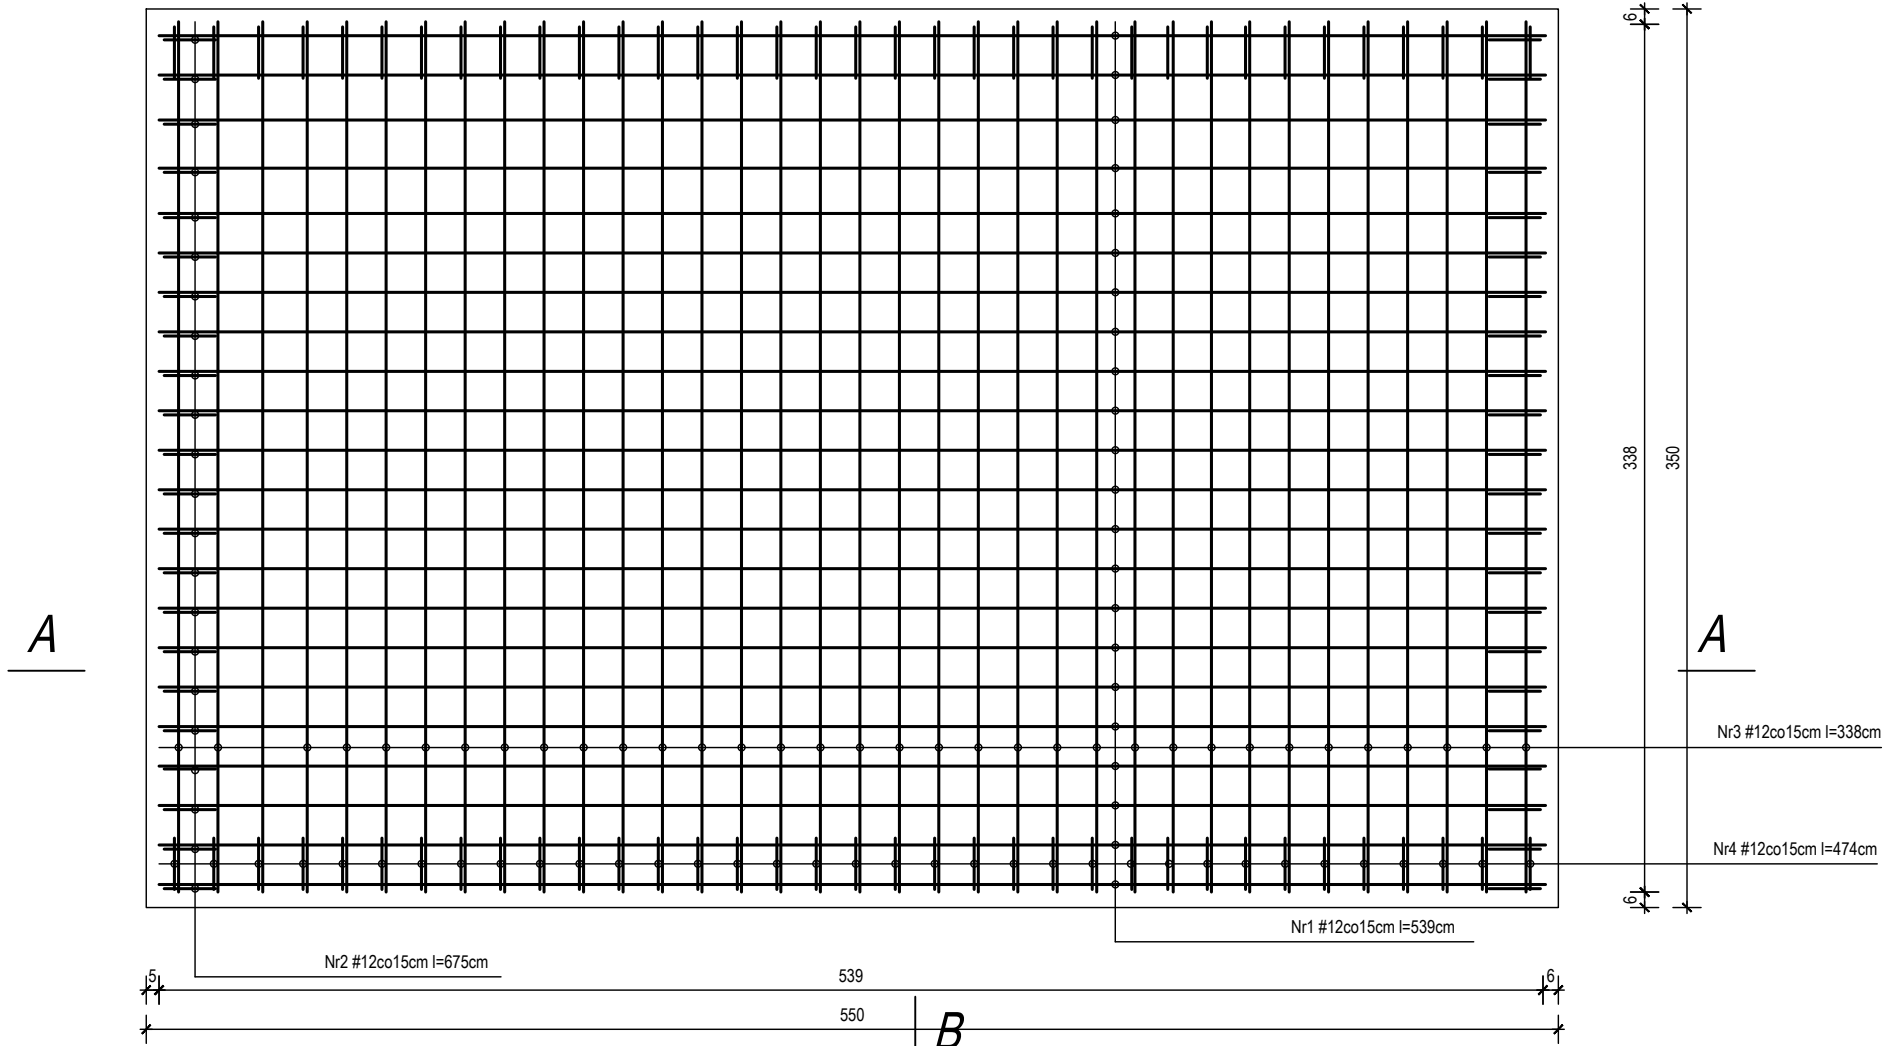 6
338
350
A
A
Nr3 #12co15cm l=338cm
Nr4 #12co15cm l=474cm
6
Nr1 #12co15cm l=539cm
Nr2 #12co15cm l=675cm
5
539
6
550
B